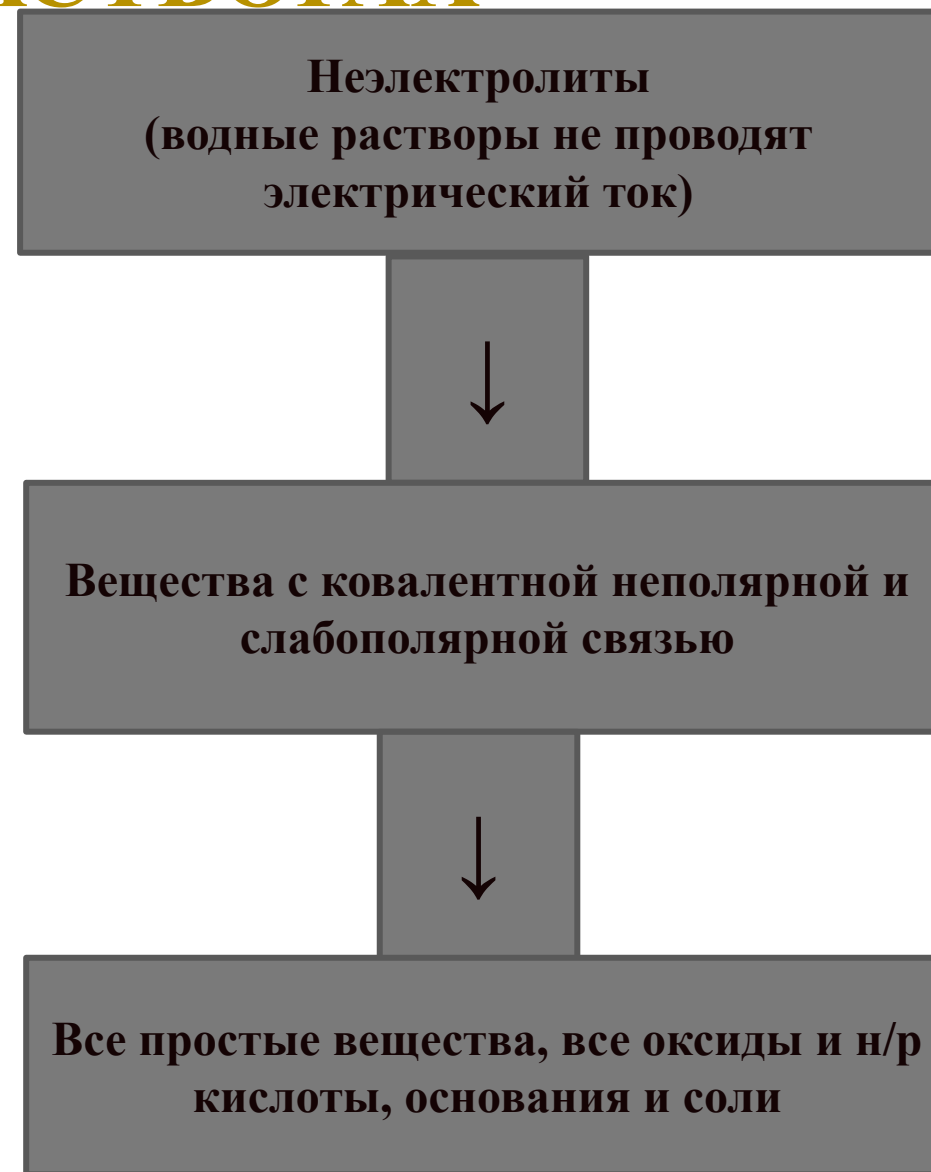 Неэлектролиты
(водные растворы не проводят
электрический ток)
↓
Вещества с ковалентной неполярной и
слабополярной связью
↓
Все простые вещества, все оксиды и н/р
кислоты, основания и соли